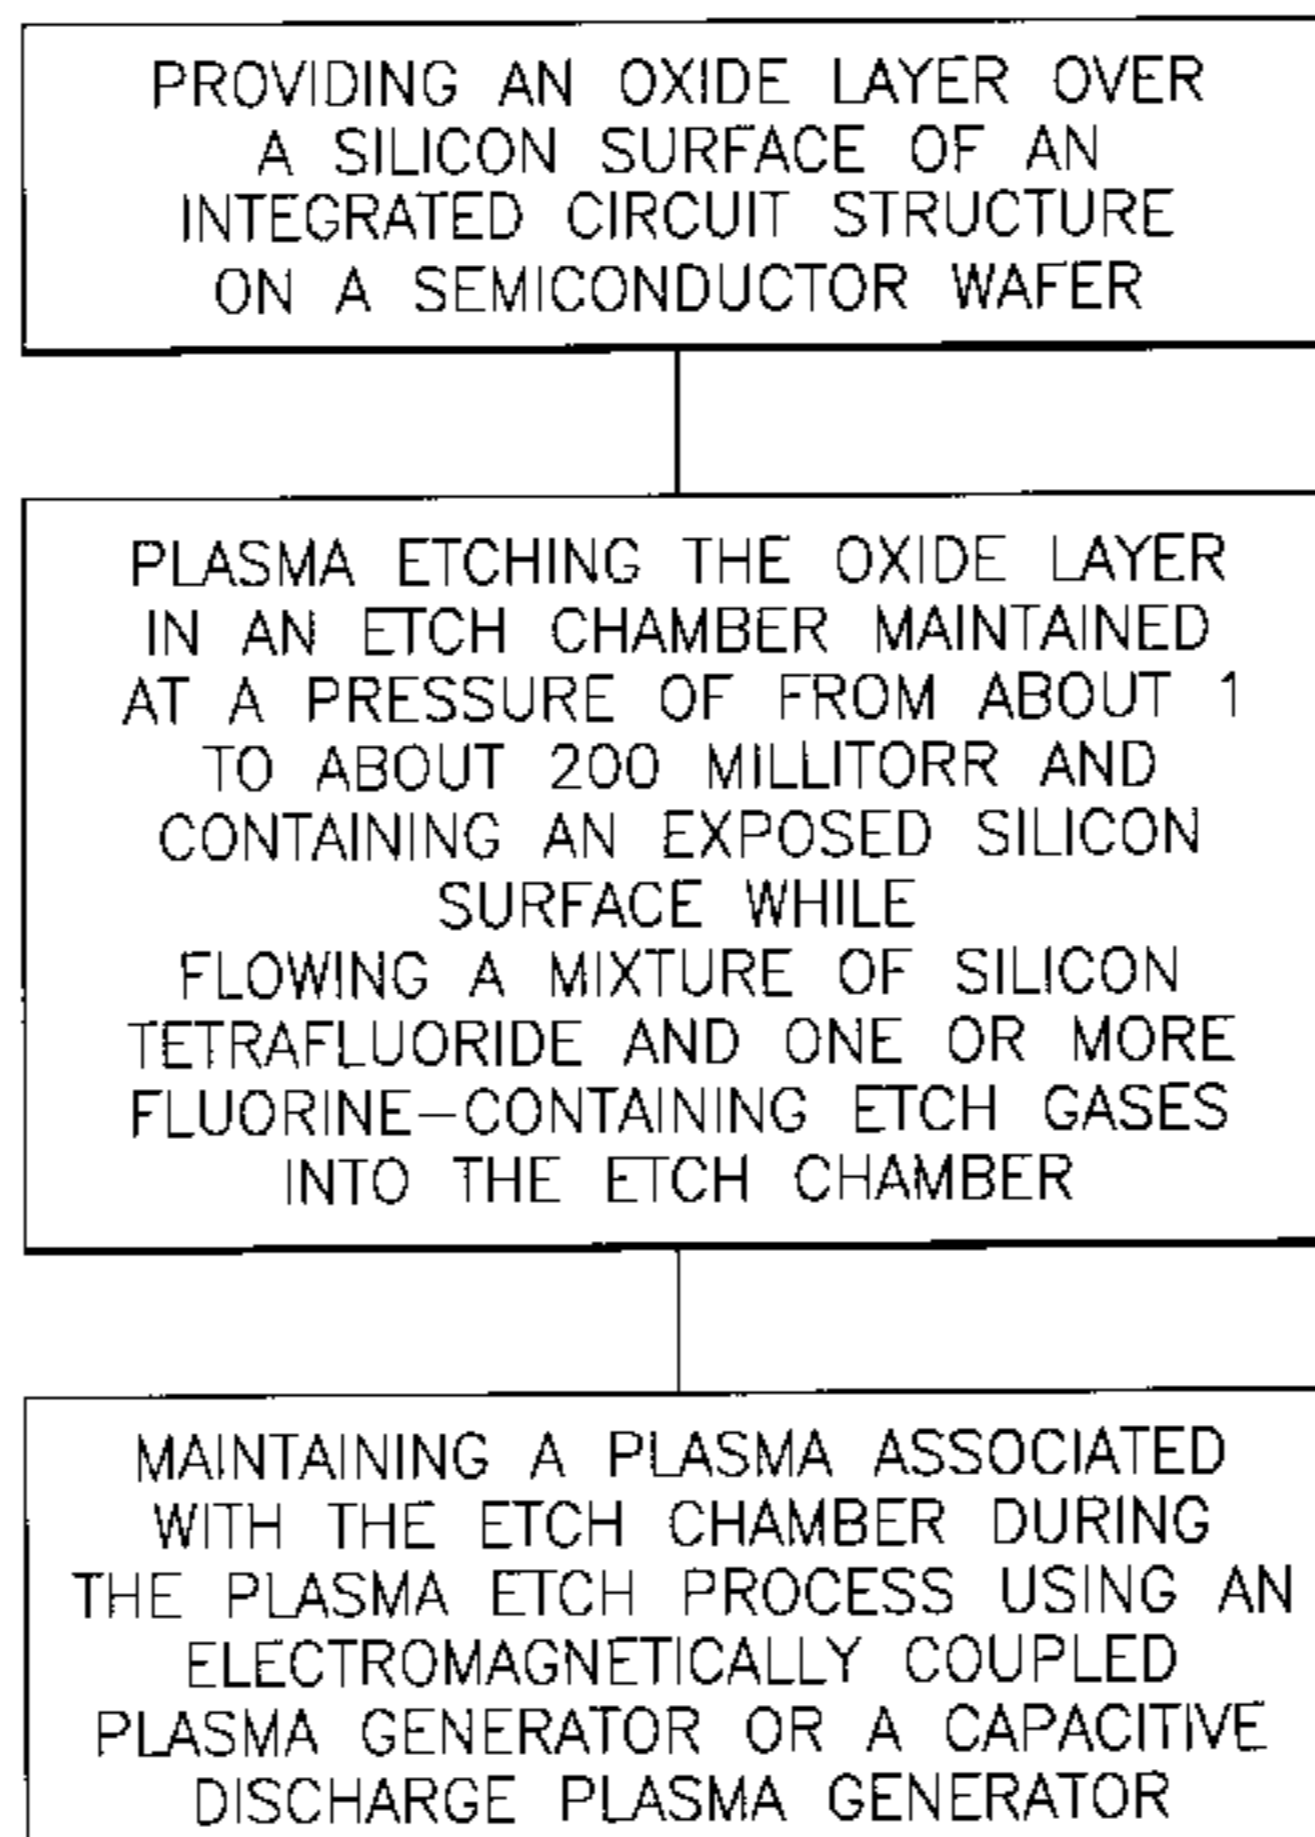 PROVIDING AN OXIDE LAYER OVER
A SILICON SURFACE OF AN
INTEGRATED CIRCUIT STRUCTURE
ON A SEMICONDUCTOR WAFER
PLASMA ETCHING THE OXIDE LAYER
IN AN ETCH CHAMBER MAINTAINED
AT A PRESSURE OF FROM ABOUT 1
TO ABOUT 200 MILLITORR AND
CONTAINING AN EXPOSED SILICON
SURFACE WHILE
FLOWING A MIXTURE OF SILICON
TETRAFLUORIDE AND ONE OR MORE
FLUORINE-CONTAINING ETCH GASES
INTO THE ETCH CHAMBER
MAINTAINING A PLASMA ASSOCIATED
WITH THE ETCH CHAMBER DURING
THE PLASMA ETCH PROCESS USING AN
ELECTROMAGNETICALLY COUPLED
PLASMA GENERATOR OR A CAPACITIVE
DISCHARGE PLASMA GENERATOR